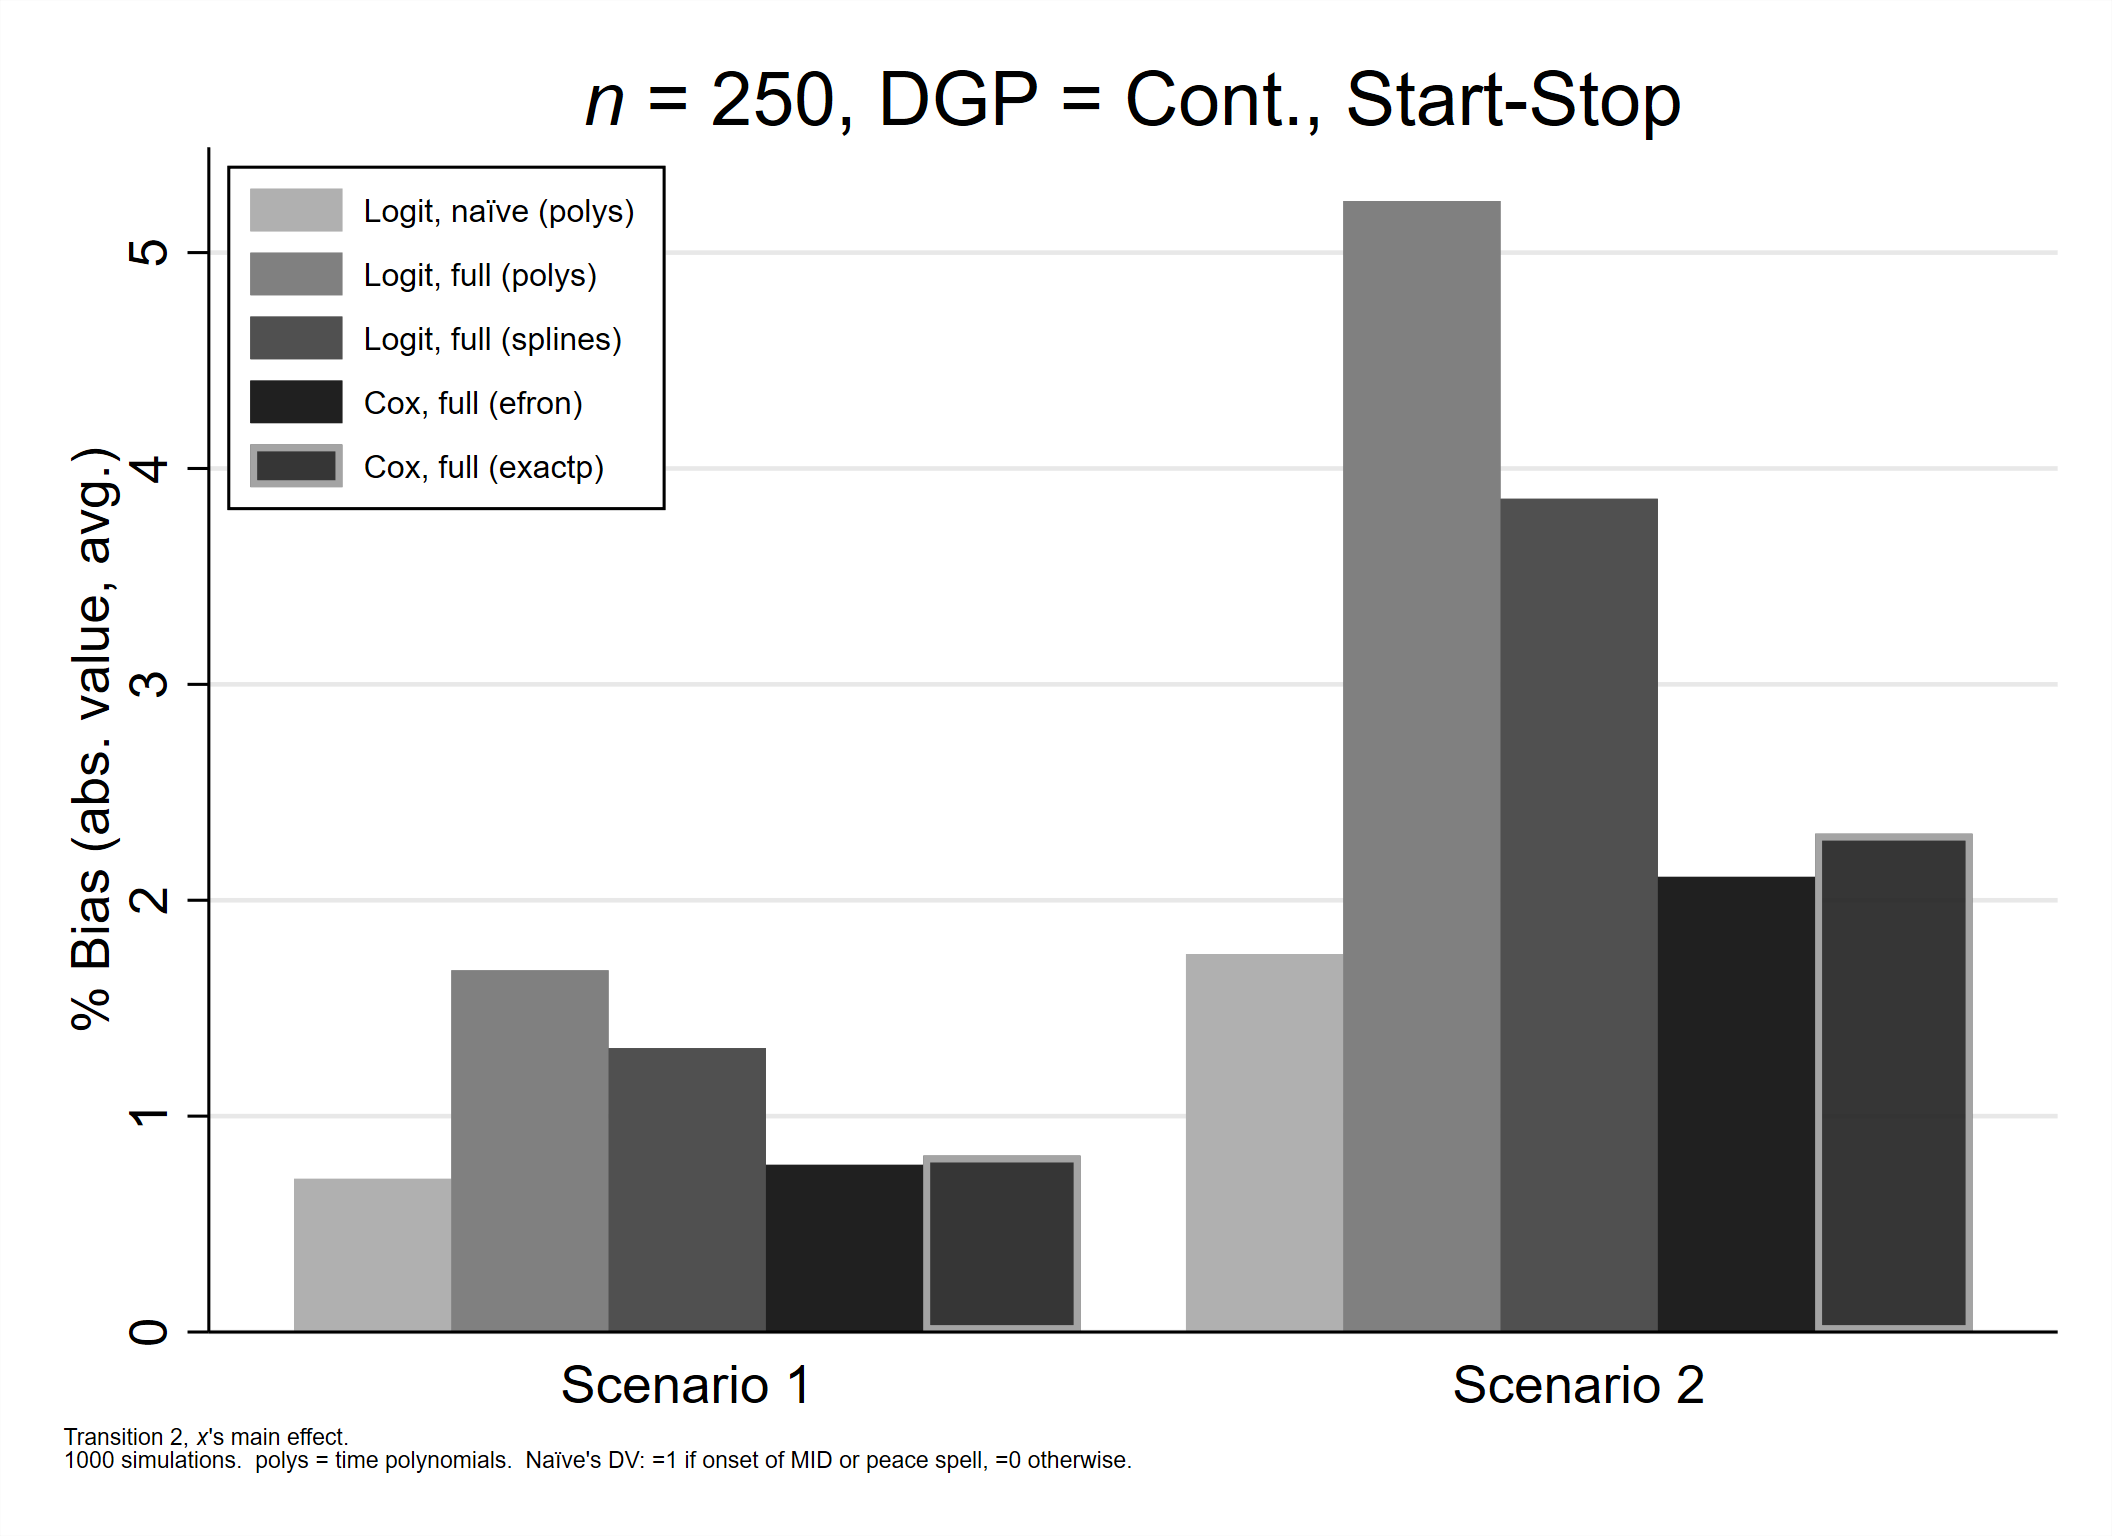 n = 250, DGP = Cont., Start-Stop
Logit, naïve (polys)
Logit, full (polys)
Logit, full (splines)
Cox, full (efron)
Cox, full (exactp)
% Bias (abs. value, avg.)
5
4
3
2
1
0
Scenario 1
Scenario 2
Transition 2, x's main effect.
1000 simulations.  polys = time polynomials.  Naïve's DV: =1 if onset of MID or peace spell, =0 otherwise.